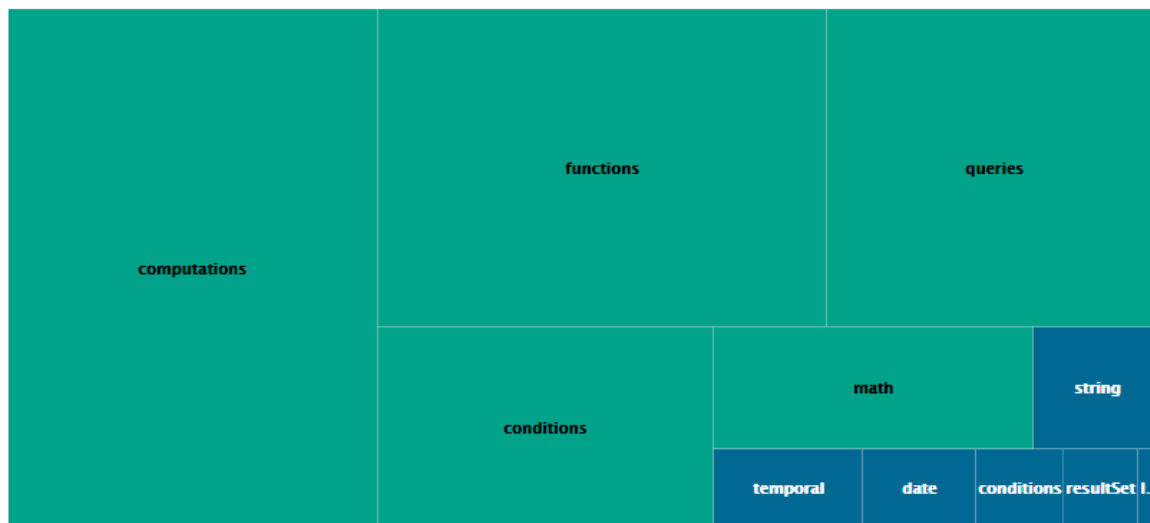 functions
queries
computations
math
string
conditions
temporal
date
conditions
resultSet